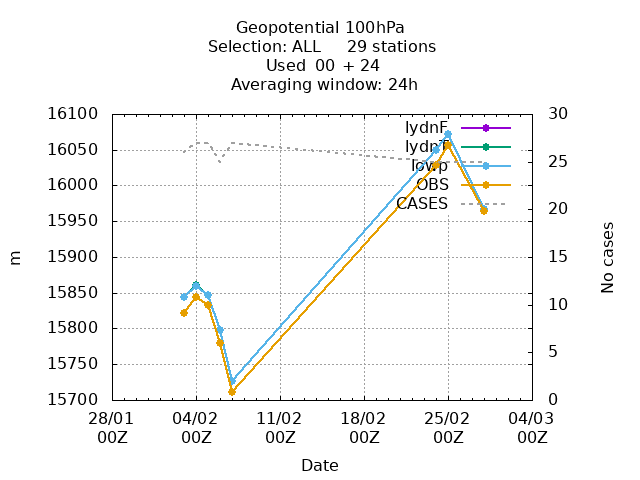 Geopotential 100hPa
Selection: ALL 29 stations
Used 00 + 24
Averaging window: 24h
16100
16050
16000
15950
15900
15850
15800
15750
15700
m
30
25
20
15
10
5
0
No cases
lydnF
lydnT
lowp
OBS
CASES
28/01 04/02 11/02 18/02 25/02 04/03
00Z 00Z 00Z 00Z 00Z 00Z
Date